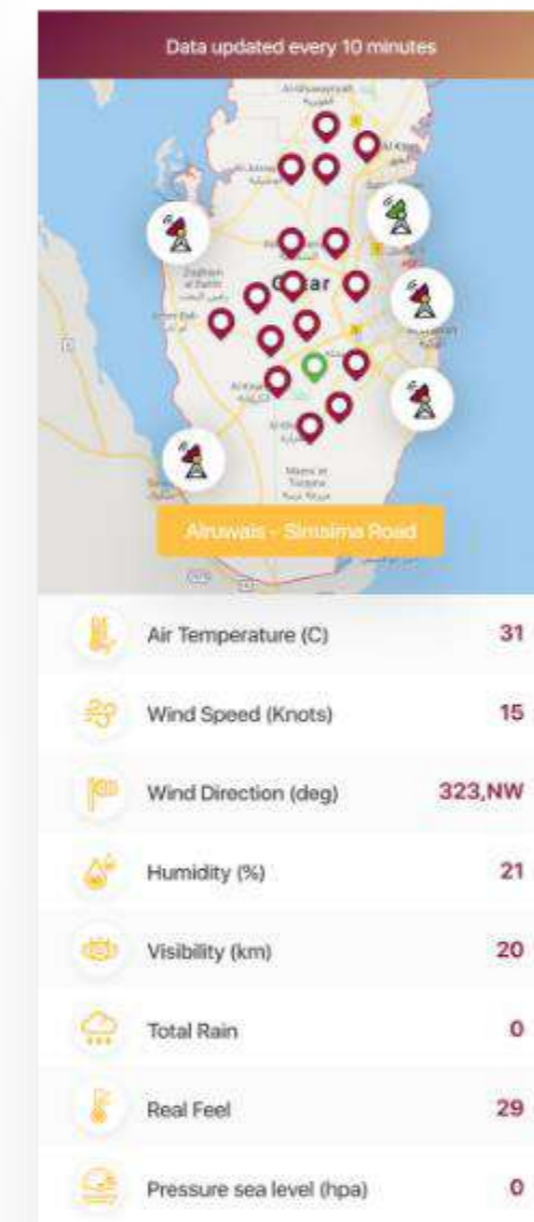 Data updated every 10 minutes
Alruwais - Simsima Road
Air Temperature (C) 31
Wind Speed (Knots) 15
Wind Direction (deg) 323,NW
Humidity (%) 21
Visibility (km) 20
Total Rain 0
Real Feel 29
Pressure sea level (hpa) 0